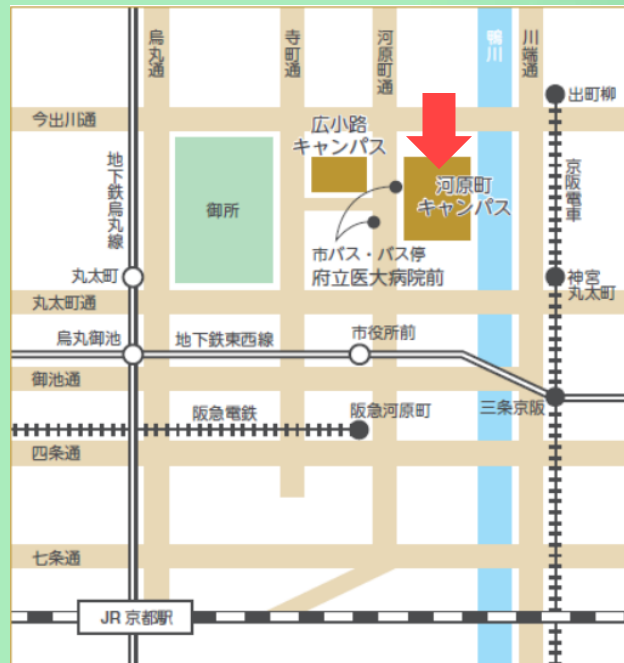 烏丸通
寺町通
河原町通
鴨川
川端通
出町柳
今出川通
広小路
キャンパス
地下鉄烏丸線
御所
河原町
キャンパス
京阪電車
市バス・バス停
府立医大病院前
丸太町
神宮
丸太町
丸太町通
烏丸御池
地下鉄東西線
市役所前
御池通
阪急電鉄
阪急河原町
三条京阪
四条通
七条通
JR 京都駅